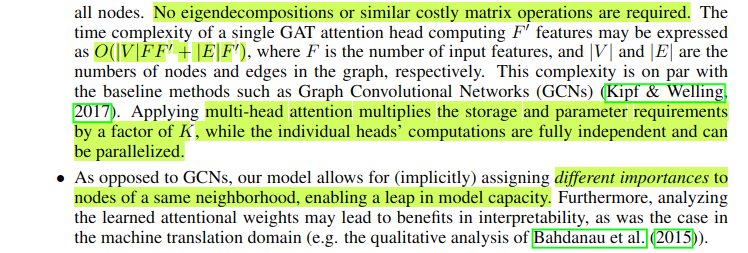 all nodes. No eigendecompositions or similar costly matrix operations are required. The
time complexity of a single GAT attention head computing F′ features may be expressed
as O(|V|FF′ + |E|F′), where F is the number of input features, and |V| and |E| are the
numbers of nodes and edges in the graph, respectively. This complexity is on par with
the baseline methods such as Graph Convolutional Networks (GCNs) (Kipf & Welling,
2017). Applying multi-head attention multiplies the storage and parameter requirements
by a factor of K, while the individual heads' computations are fully independent and can
be parallelized.
• As opposed to GCNs, our model allows for (implicitly) assigning different importances to
nodes of a same neighborhood, enabling a leap in model capacity. Furthermore, analyzing
the learned attentional weights may lead to benefits in interpretability, as was the case in
the machine translation domain (e.g. the qualitative analysis of Bahdanau et al. (2015)).